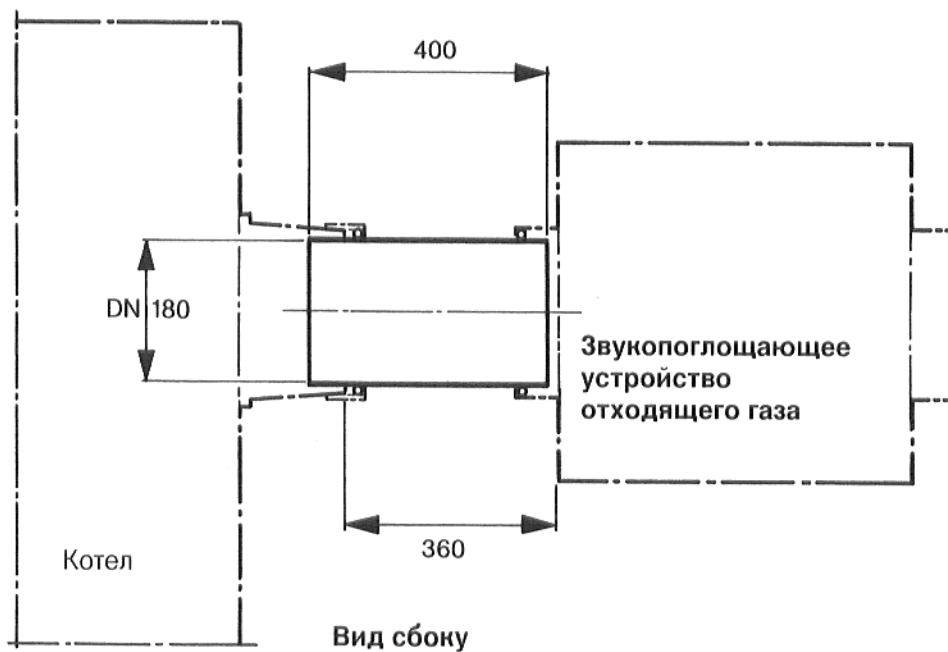 400
DN 180
Звукопоглощающее
устройство
отходящего газа
360
Котел
Вид сбоку